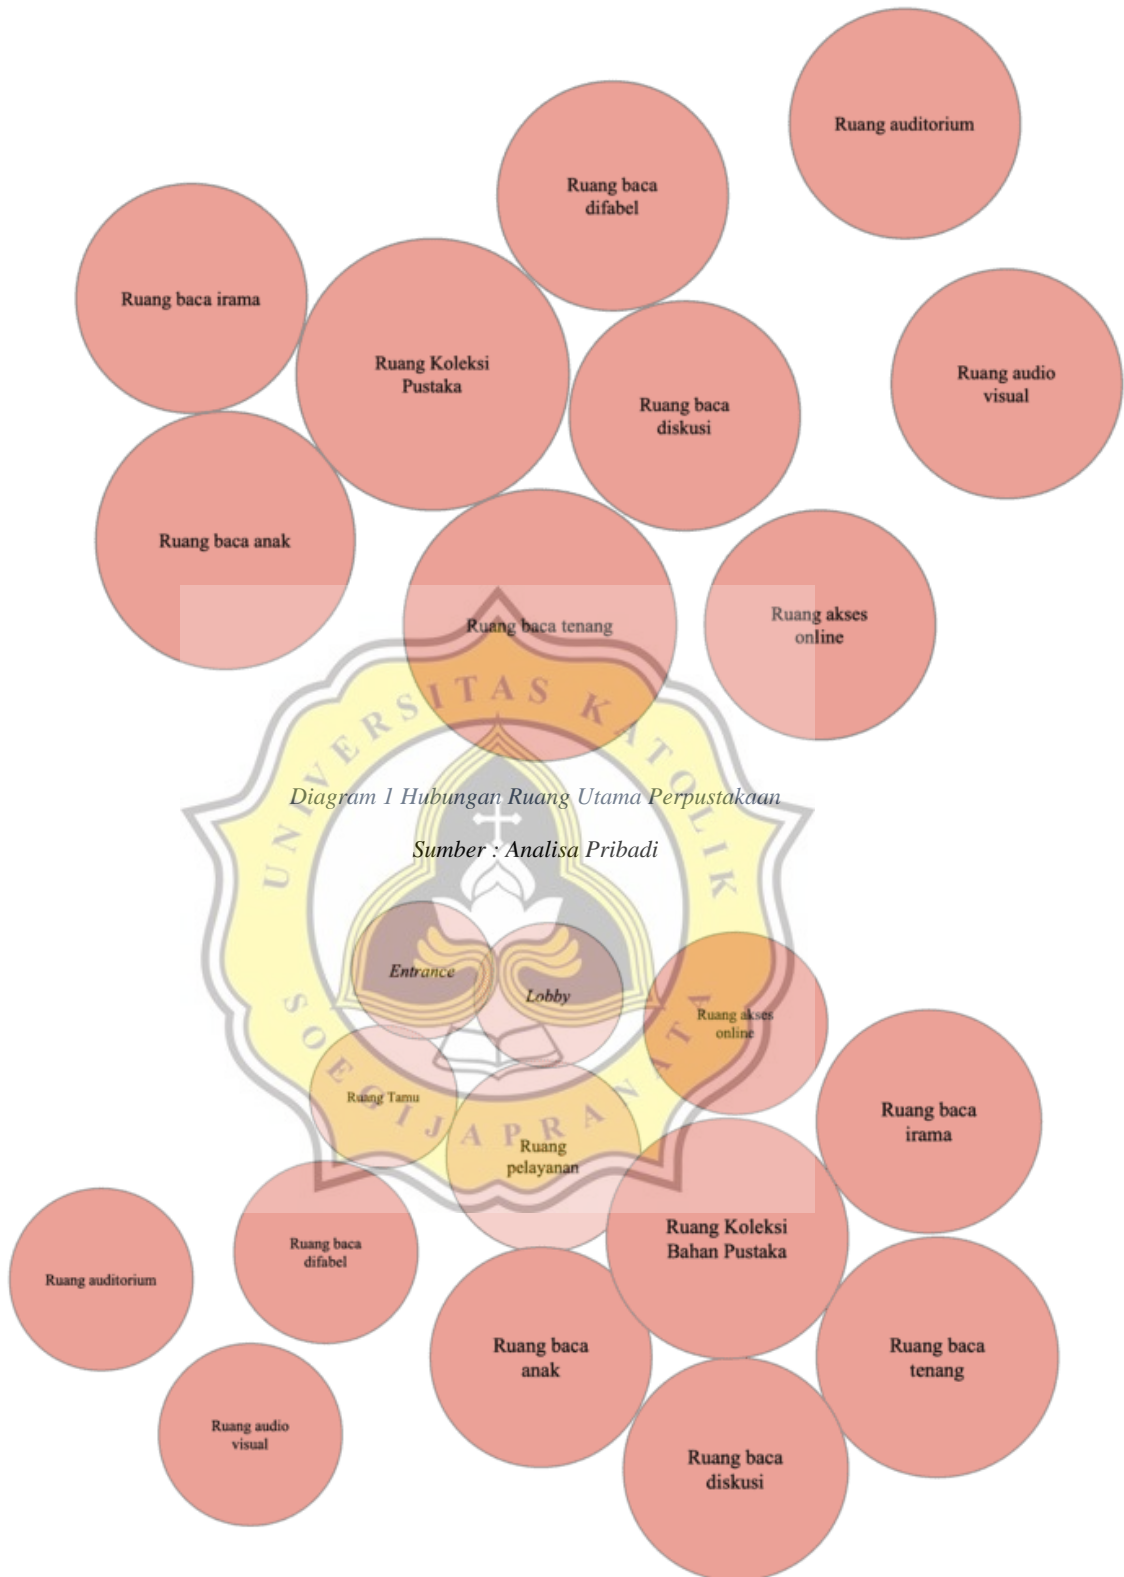 Ruang auditorium
Ruang baca
difabel
Ruang baca irama
Ruang Koleksi
Pustaka
Ruang audio
visual
Ruang baca
diskusi
Ruang baca anak
Ruang baca tenang
Ruang akses
online
UNIVERSITAS KATOLIK
Diagram 1 Hubungan Ruang Utama Perpustakaan
Sumber : Analisa Pribadi
Entrance
Lobby
Ruang akses
online
SOEGIJAPRANATA
Ruang Tamu
Ruang baca
irama
Ruang
pelayanan
Ruang Koleksi
Bahan Pustaka
Ruang baca
difabel
Ruang auditorium
Ruang baca
anak
Ruang baca
tenang
Ruang audio
visual
Ruang baca
diskusi